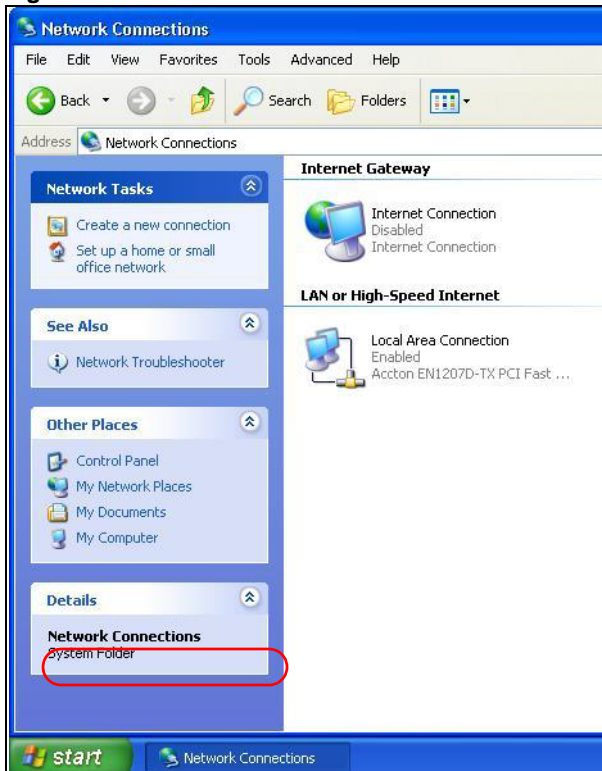 Network Connections
File Edit View Favorites Tools Advanced Help
Back Search Folders
Address Network Connections
Network Tasks
Create a new connection
Set up a home or small
office network
See Also
Network Troubleshooter
Other Places
Control Panel
My Network Places
My Documents
My Computer
Details
Network Connections
System Folder
Internet Gateway
Internet Connection
Disabled
Internet Connection
LAN or High-Speed Internet
Local Area Connection
Enabled
Accton EN1207D-TX PCI Fast ...
start Network Connections